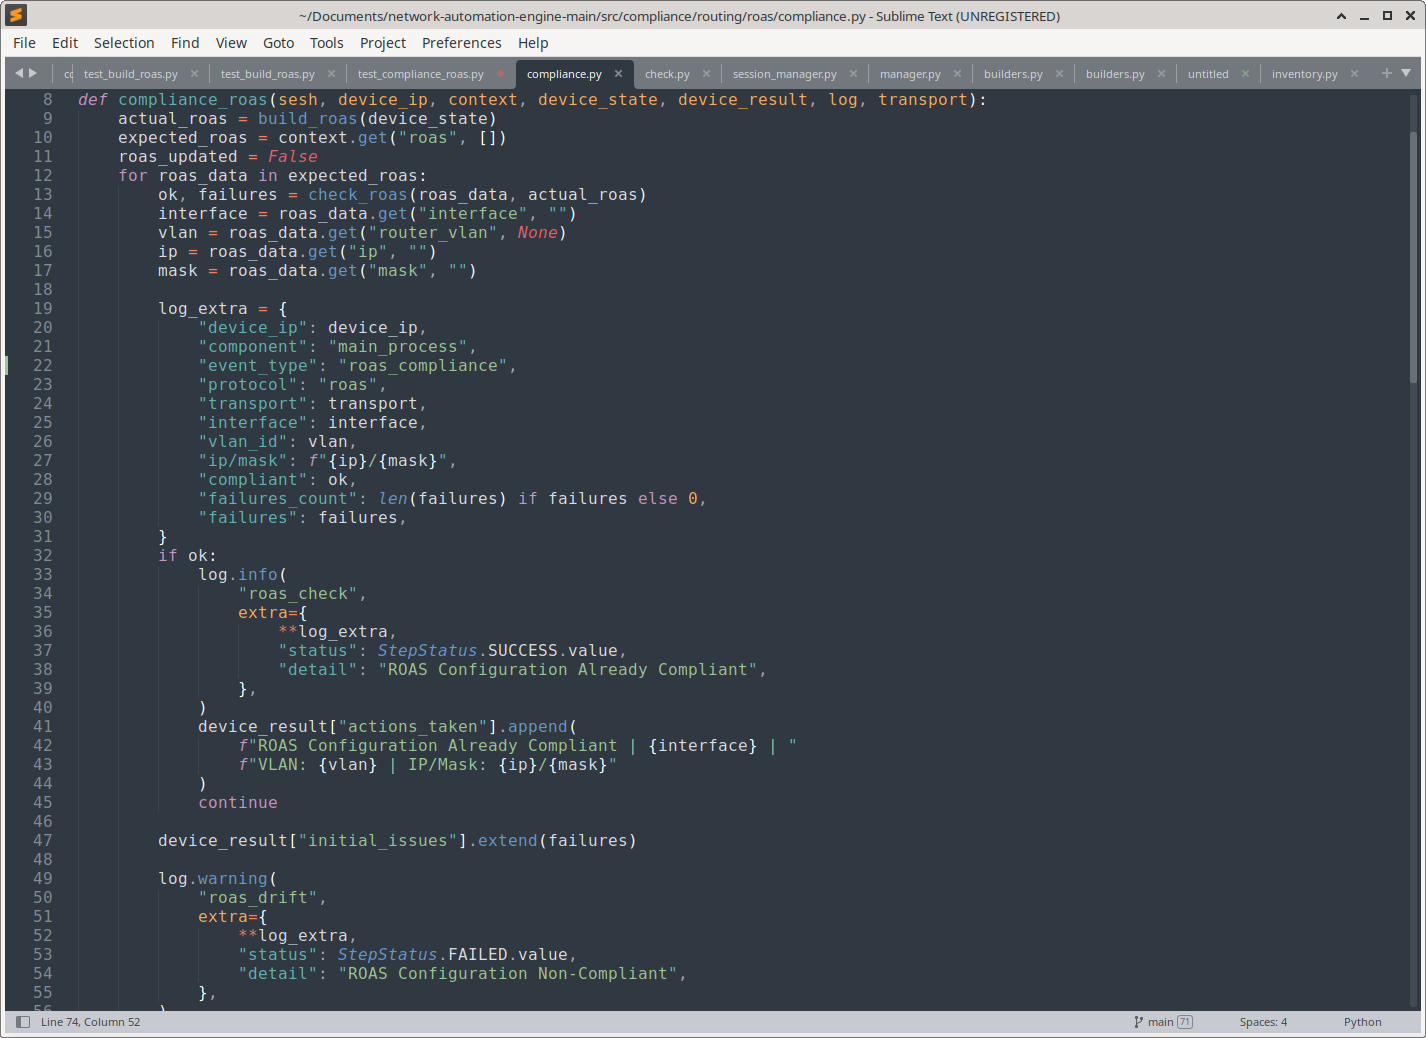 ~/Documents/network-automation-engine-main/src/compliance/routing/roas/compliance.py - Sublime Text (UNREGISTERED)
File Edit Selection Find View Goto Tools Project Preferences Help
test_build_roas.py test_build_roas.py test_compliance_roas.py compliance.py check.py session_manager.py manager.py builders.py builders.py untitled inventory.py
8 def compliance_roas(sesh, device_ip, context, device_state, device_result, log, transport):
9 actual_roas = build_roas(device_state)
10 expected_roas = context.get("roas", [])
11 roas_updated = False
12 for roas_data in expected_roas:
13 ok, failures = check_roas(roas_data, actual_roas)
14 interface = roas_data.get("interface", "")
15 vlan = roas_data.get("router_vlan", None)
16 ip = roas_data.get("ip", "")
17 mask = roas_data.get("mask", "")
18
19 log_extra = {
20 "device_ip": device_ip,
21 "component": "main_process",
22 "event_type": "roas_compliance",
23 "protocol": "roas",
24 "transport": transport,
25 "interface": interface,
26 "vlan_id": vlan,
27 "ip/mask": f"{ip}/{mask}",
28 "compliant": ok,
29 "failures_count": len(failures) if failures else 0,
30 "failures": failures,
31 }
32 if ok:
33 log.info(
34 "roas_check",
35 extra={
36 **log_extra,
37 "status": StepStatus.SUCCESS.value,
38 "detail": "ROAS Configuration Already Compliant",
39 },
40 )
41 device_result["actions_taken"].append(
42 f"ROAS Configuration Already Compliant | {interface} | "
43 f"VLAN: {vlan} | IP/Mask: {ip}/{mask}"
44 )
45 continue
46
47 device_result["initial_issues"].extend(failures)
48
49 log.warning(
50 "roas_drift",
51 extra={
52 **log_extra,
53 "status": StepStatus.FAILED.value,
54 "detail": "ROAS Configuration Non-Compliant",
55 },
56 )
Line 74, Column 52 main 71 Spaces: 4 Python